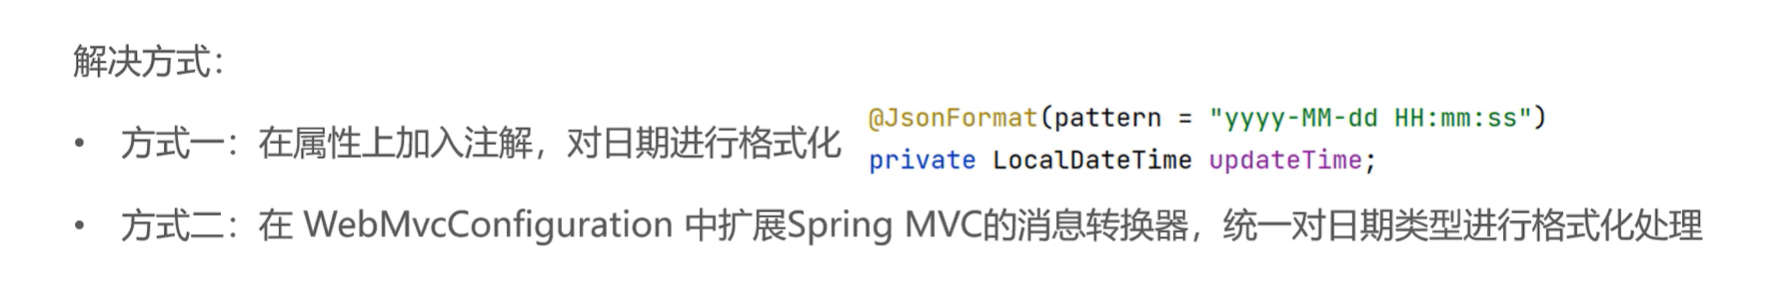 解决方式：
• 方式一：在属性上加入注解，对日期进行格式化
@JsonFormat(pattern = "yyyy-MM-dd HH:mm:ss")
private LocalDateTime updateTime;
• 方式二：在 WebMvcConfiguration 中扩展Spring MVC的消息转换器，统一对日期类型进行格式化处理